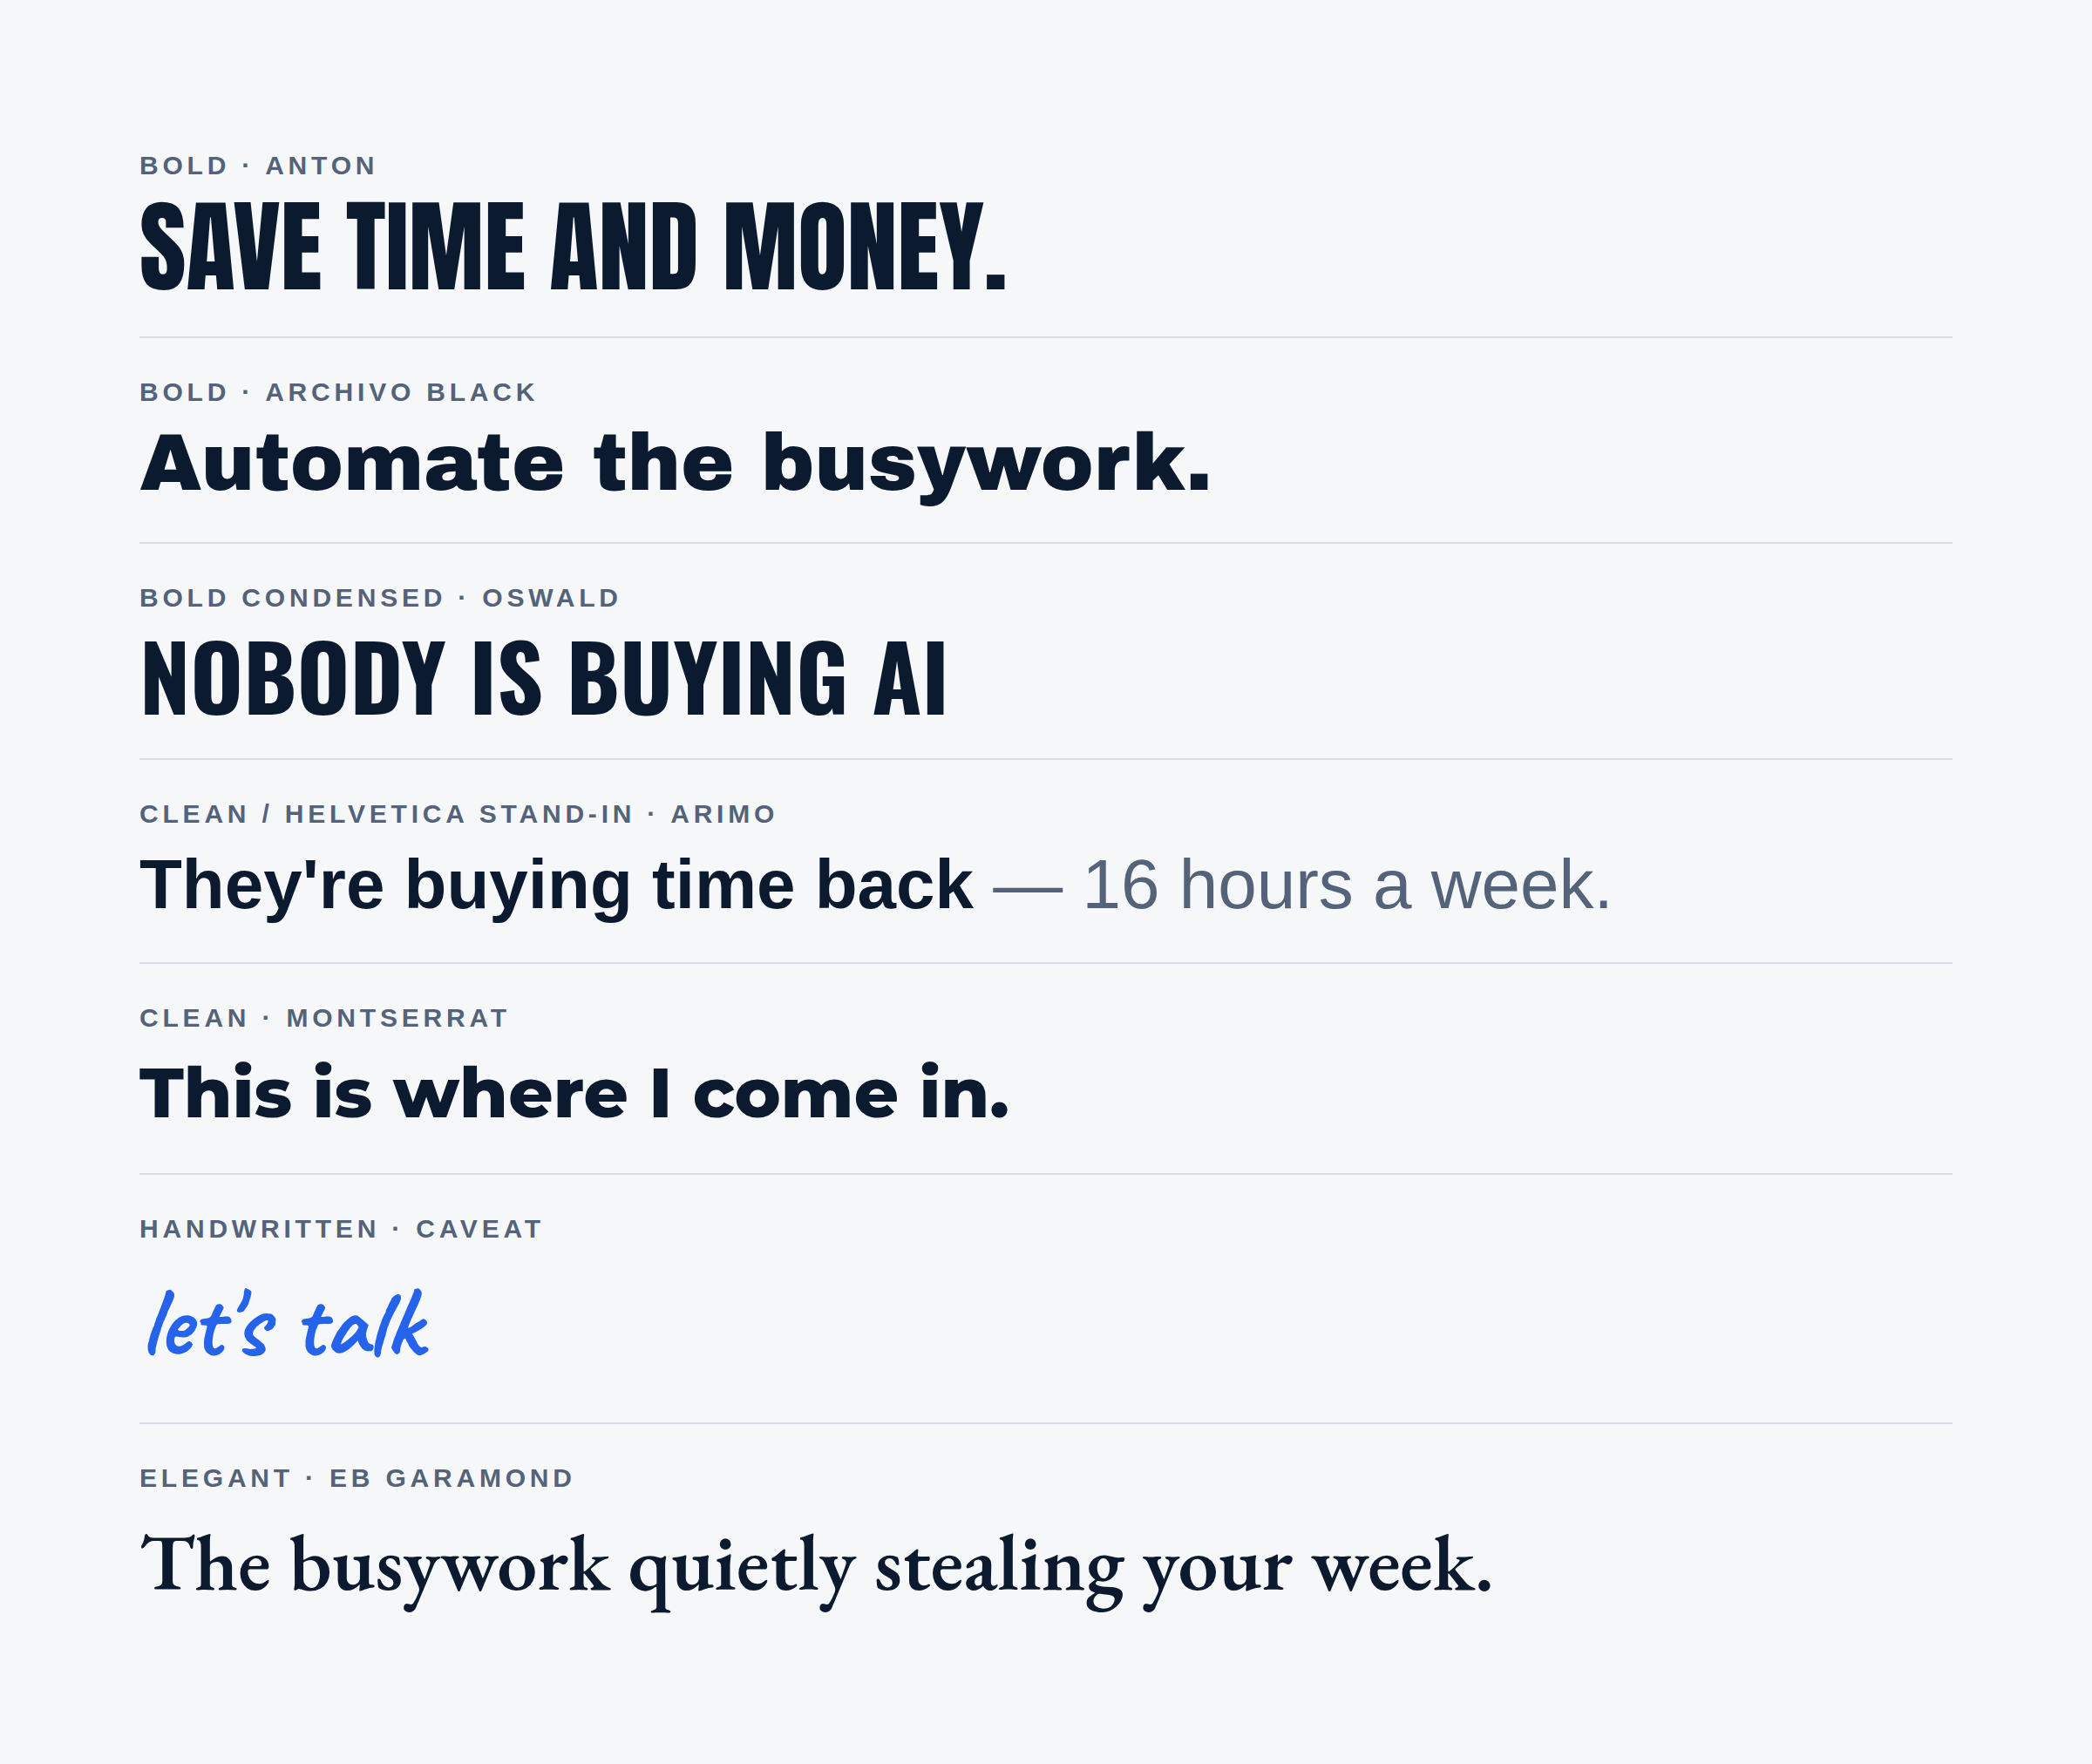 BOLD · ANTON
SAVE TIME AND MONEY.
BOLD · ARCHIVO BLACK
Automate the busywork.
BOLD CONDENSED · OSWALD
NOBODY IS BUYING AI
CLEAN / HELVETICA STAND-IN · ARIMO
They're buying time back — 16 hours a week.
CLEAN · MONTSERRAT
This is where I come in.
HANDWRITTEN · CAVEAT
let's talk
ELEGANT · EB GARAMOND
The busywork quietly stealing your week.